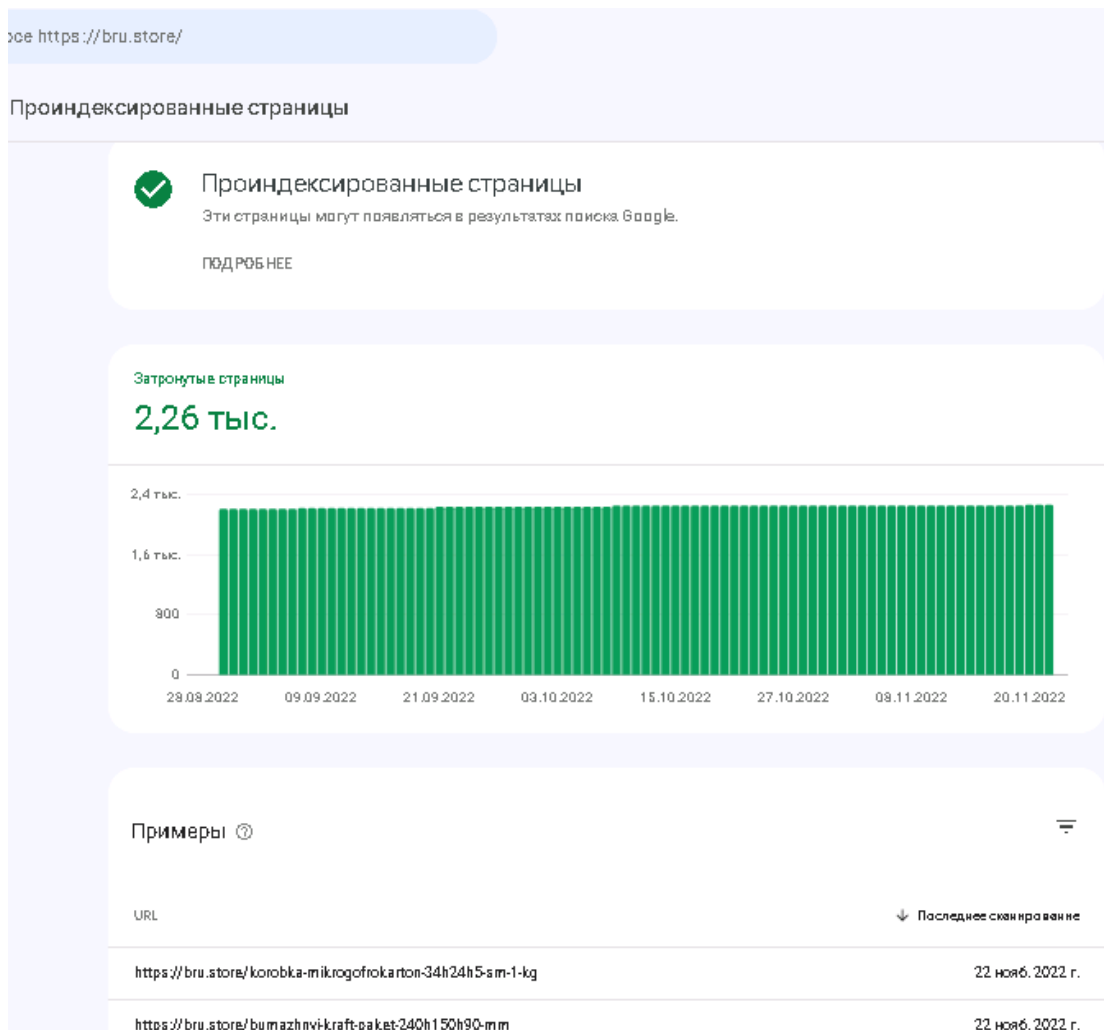 рсе https://bru.store/
Проиндексированные страницы
Проиндексированные страницы
Эти страницы могут появляться в результатах поиска Google.
ПОДРОБНЕЕ
Затронутые страницы
2,26 тыс.
2,4 тыс.
1,6 тыс.
800
0
28.08.2022 09.09.2022 21.09.2022 03.10.2022 15.10.2022 27.10.2022 08.11.2022 20.11.2022
Примеры
URL Последнее сканирование
https://bru.store/korobka-mikrogofrokarton-34h24h5-sm-1-kg 22 нояб. 2022 г.
https://bru.store/bumazhnyj-kraft-paket-240h150h90-mm 22 нояб. 2022 г.